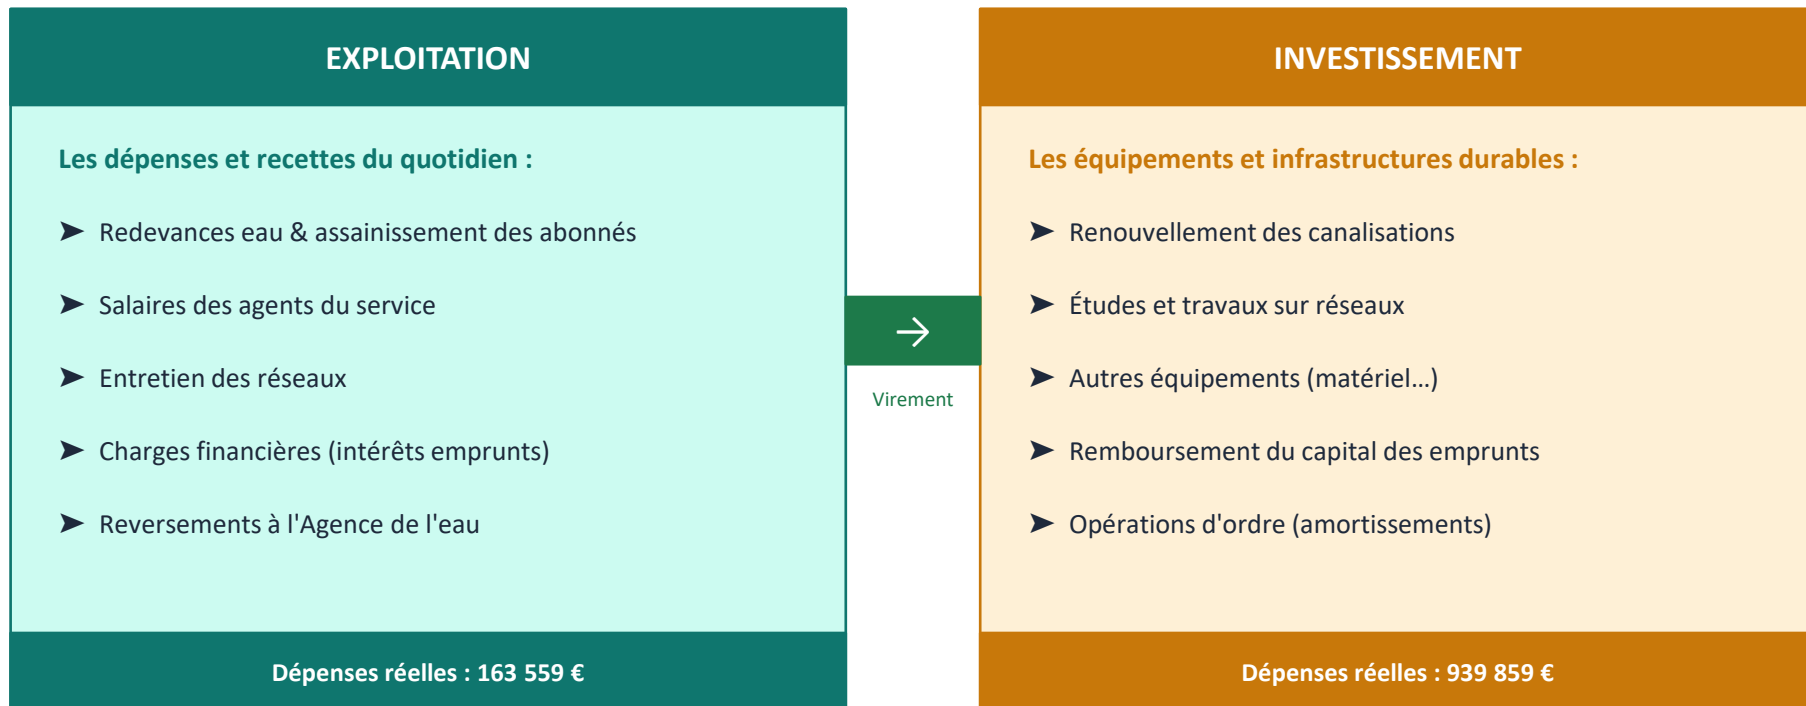 EXPLOITATION
Les dépenses et recettes du quotidien :
➤ Redevances eau & assainissement des abonnés
➤ Salaires des agents du service
➤ Entretien des réseaux
➤ Charges financières (intérêts emprunts)
➤ Reversements à l'Agence de l'eau
Dépenses réelles : 163 559 €
→
Virement
INVESTISSEMENT
Les équipements et infrastructures durables :
➤ Renouvellement des canalisations
➤ Études et travaux sur réseaux
➤ Autres équipements (matériel…)
➤ Remboursement du capital des emprunts
➤ Opérations d'ordre (amortissements)
Dépenses réelles : 939 859 €